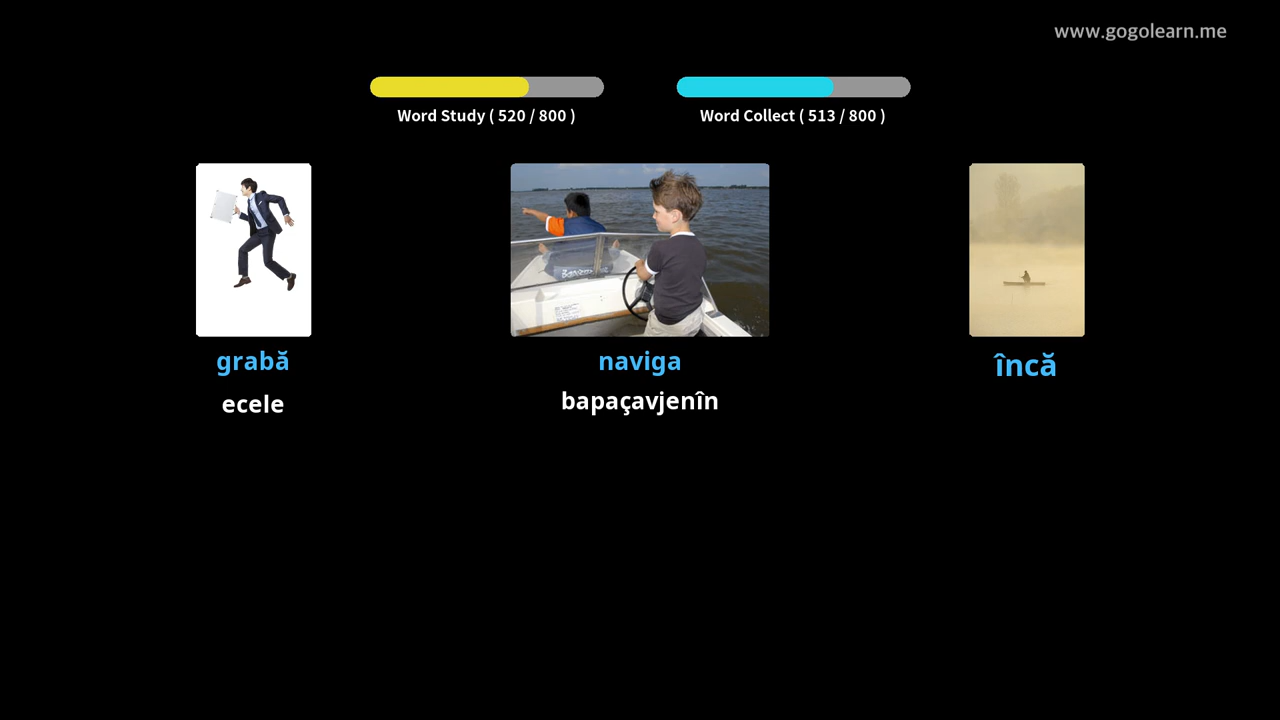 www.gogolearn.me
Word Study ( 520 / 800 )
Word Collect ( 513 / 800 )
grabă
naviga
încă
ecele
bapaçavjenîn